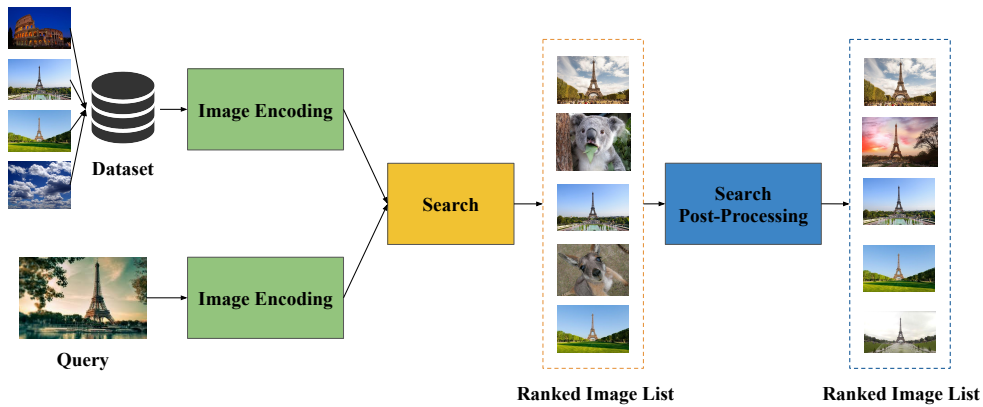 Dataset
Image Encoding
Query
Image Encoding
Search
Ranked Image List
Search
Post-Processing
Ranked Image List